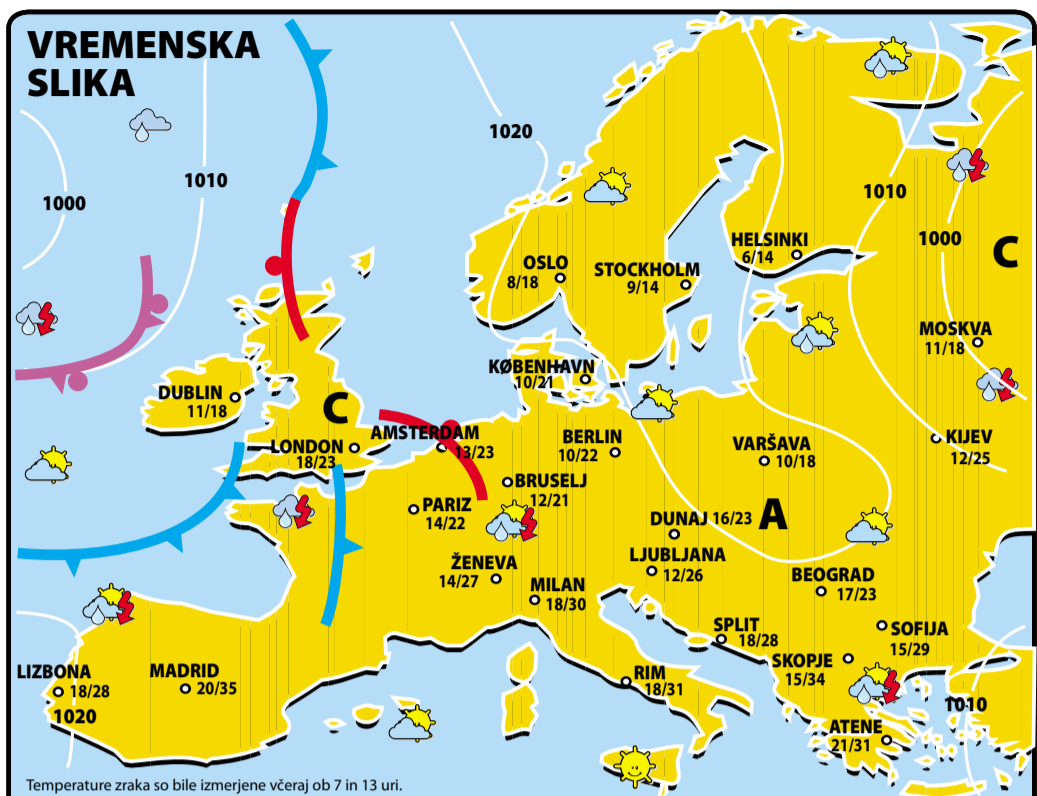 VREMENSKA
SLIKA
1020
1010
1000
1010
1000
C
HELSINKI
6/14
OSLO
8/18
STOCKHOLM
9/14
MOSKVA
11/18
KØBENHAVN
10/21
DUBLIN
11/18
C
AMSTERDAM
13/23
LONDON
18/23
BERLIN
10/22
VARŠAVA
10/18
KIJEV
12/25
BRUSELJ
12/21
PARIZ
14/22
DUNAJ 16/23
A
ŽENEVA
14/27
LJUBLJANA
12/26
MILAN
18/30
BEOGRAD
17/23
SPLIT
18/28
SOFIJA
15/29
SKOPJE
15/34
LIZBONA
18/28
MADRID
20/35
RIM
18/31
1020
1010
ATENE
21/31
Temperature zraka so bile izmerjene včeraj ob 7 in 13 uri.